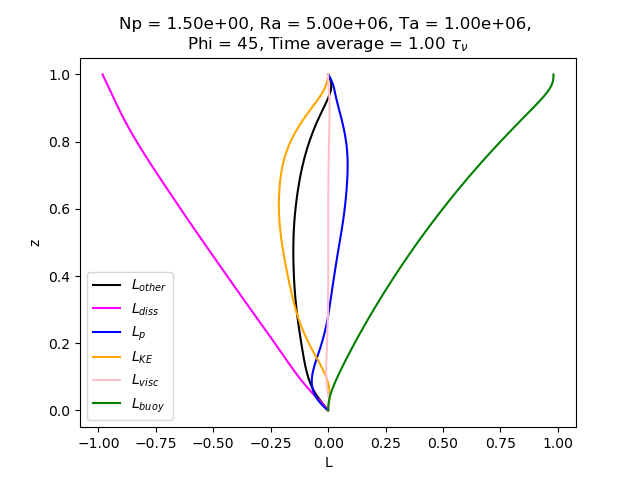 Np = 1.50e+00, Ra = 5.00e+06, Ta = 1.00e+06,
Phi = 45, Time average = 1.00 τν
z
1.0
0.8
0.6
0.4
0.2
0.0
Lother
Ldiss
Lp
LKE
Lvisc
Lbuoy
−1.00 −0.75 −0.50 −0.25 0.00 0.25 0.50 0.75 1.00
L